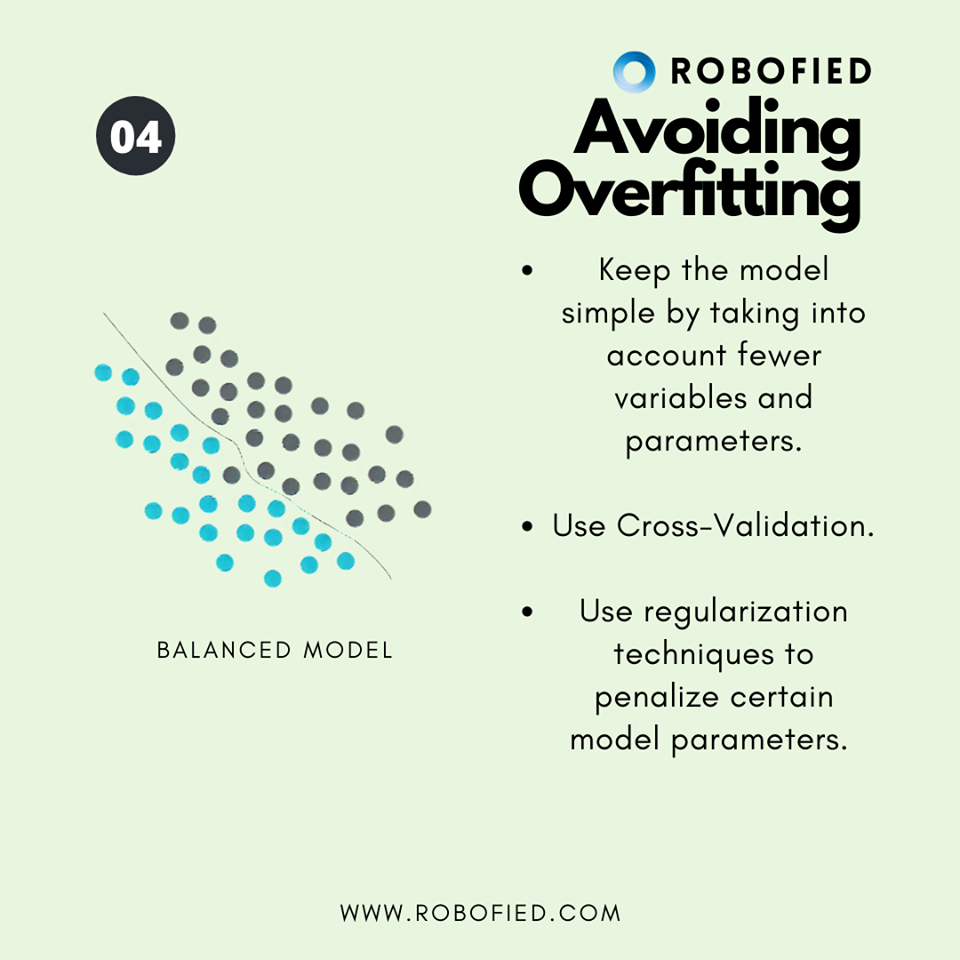 ROBOFIED
04
Avoiding
Overfitting
• Keep the model
simple by taking into
account fewer
variables and
parameters.
• Use Cross-Validation.
• Use regularization
techniques to
penalize certain
model parameters.
BALANCED MODEL
WWW.ROBOFIED.COM